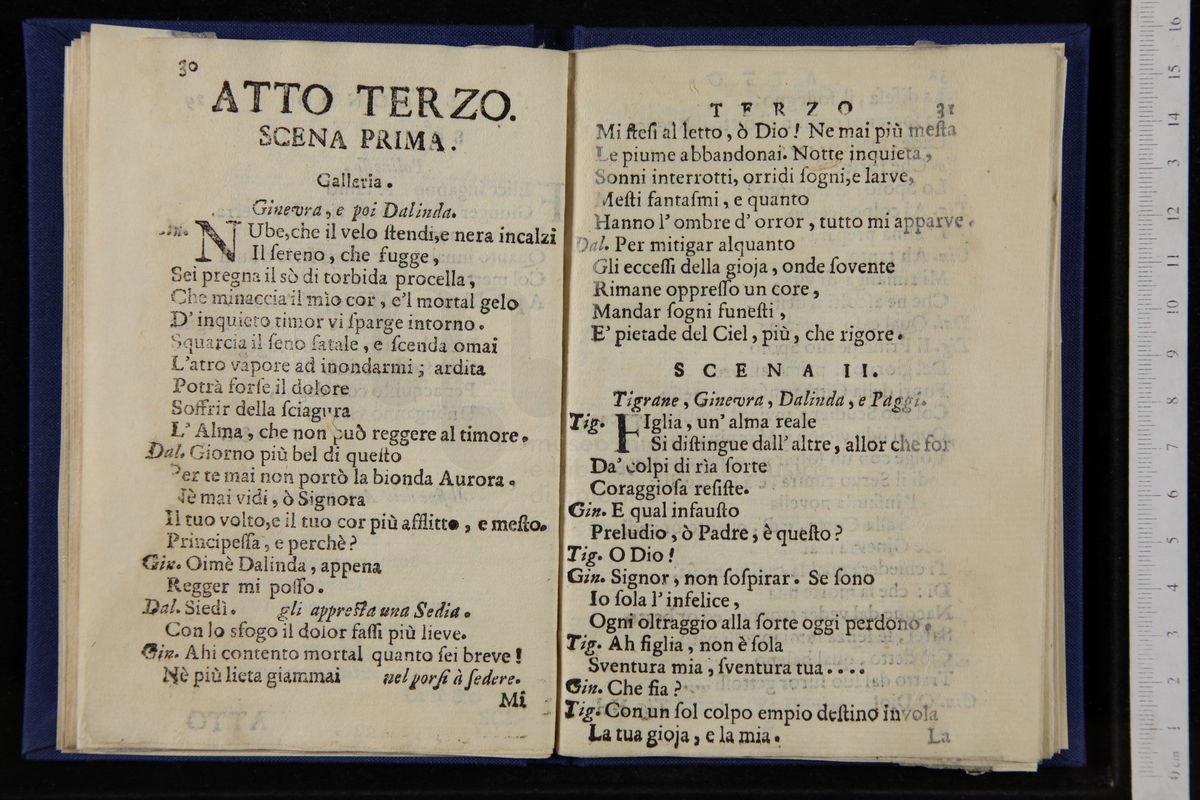 30
ATTO TERZO.
SCENA PRIMA.
Galleria.
Ginevra, e poi Dalinda.
NUbe, che il velo ſtendi, e nera incalzi
Il ſereno, che fugge,
Sei pregna il sò di torbida procella,
Che minaccia il mio cor, e'l mortal gelo
D' inquieto timor vi ſparge intorno.
Squarcia il ſeno fatale, e ſcenda omai
L'atro vapore ad inondarmi; ardita
Potrà forſe il dolore
Soffrir della ſciagura
L' Alma, che non può reggere al timore.
Dal. Giorno più bel di queſto
Per te mai non portò la bionda Aurora.
Nè mai vidi, ò Signora
Il tuo volto, e il tuo cor più afflitto, e meſto.
Principeſſa, e perchè?
Gin. Oimè Dalinda, appena
Regger mi poſſo.
Dal. Siedi. gli appreſta una Sedia.
Con lo sfogo il dolor faſſi più lieve.
Gin. Ahi contento mortal quanto ſei breve!
Nè più lieta giammai nel porſi à ſedere.
Mi
TERZO 31
Mi ſteſi al letto, ò Dio! Ne mai più meſta
Le piume abbandonai. Notte inquieta,
Sonni interrotti, orridi ſogni, e larve,
Meſti fantaſmi, e quanto
Hanno l' ombre d' orror, tutto mi apparve.
Dal. Per mitigar alquanto
Gli ecceſſi della gioja, onde ſovente
Rimane oppreſſo un core,
Mandar ſogni funeſti,
E' pietade del Ciel, più, che rigore.
SCENA II.
Tigrane, Ginevra, Dalinda, e Paggi.
Tig. FIglia, un' alma reale
Si diſtingue dall' altre, allor che for
Da' colpi di rìa ſorte
Coraggioſa reſiſte.
Gin. E qual infauſto
Preludio, ò Padre, è queſto?
Tig. O Dio!
Gin. Signor, non ſoſpirar. Se ſono
Io ſola l' infelice,
Ogni oltraggio alla ſorte oggi perdono.
Tig. Ah figlia, non è ſola
Sventura mia, ſventura tua....
Gin. Che fia?
Tig. Con un ſol colpo empio deſtino invola
La tua gioja, e la mia.
La